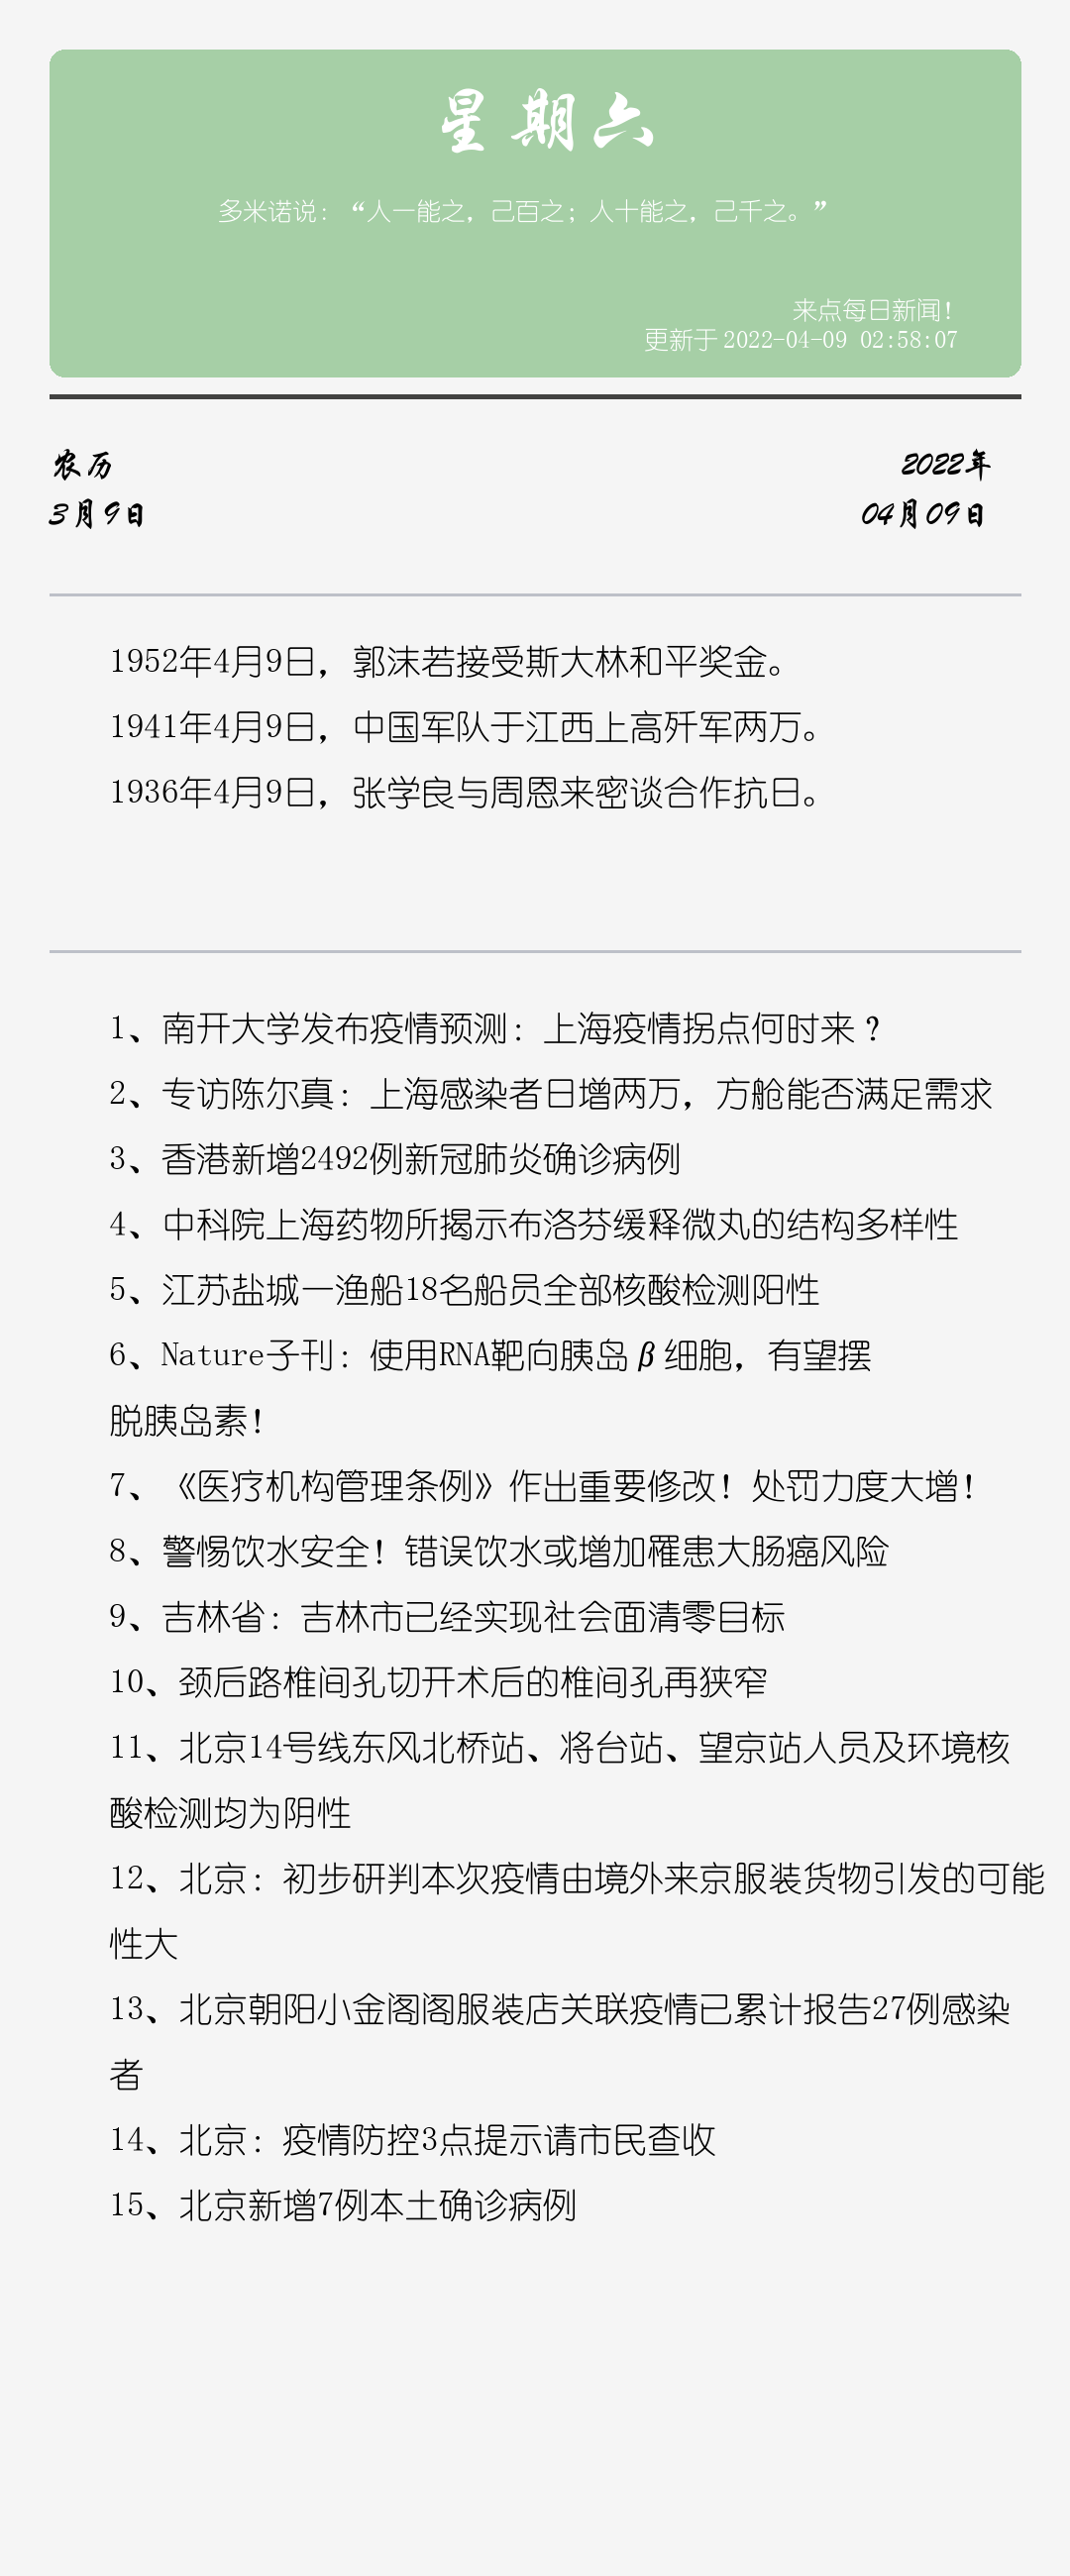 星期六
多米诺说：“人一能之，己百之；人十能之，己千之。”
来点每日新闻！
更新于 2022-04-09 02:58:07
农历
2022年
3月9日
04月09日
1952年4月9日，郭沫若接受斯大林和平奖金。
1941年4月9日，中国军队于江西上高歼军两万。
1936年4月9日，张学良与周恩来密谈合作抗日。
1、南开大学发布疫情预测：上海疫情拐点何时来？
2、专访陈尔真：上海感染者日增两万，方舱能否满足需求
3、香港新增2492例新冠肺炎确诊病例
4、中科院上海药物所揭示布洛芬缓释微丸的结构多样性
5、江苏盐城一渔船18名船员全部核酸检测阳性
6、Nature子刊：使用RNA靶向胰岛β细胞，有望摆
脱胰岛素！
7、《医疗机构管理条例》作出重要修改！处罚力度大增！
8、警惕饮水安全！错误饮水或增加罹患大肠癌风险
9、吉林省：吉林市已经实现社会面清零目标
10、颈后路椎间孔切开术后的椎间孔再狭窄
11、北京14号线东风北桥站、将台站、望京站人员及环境核
酸检测均为阴性
12、北京：初步研判本次疫情由境外来京服装货物引发的可能
性大
13、北京朝阳小金阁阁服装店关联疫情已累计报告27例感染
者
14、北京：疫情防控3点提示请市民查收
15、北京新增7例本土确诊病例